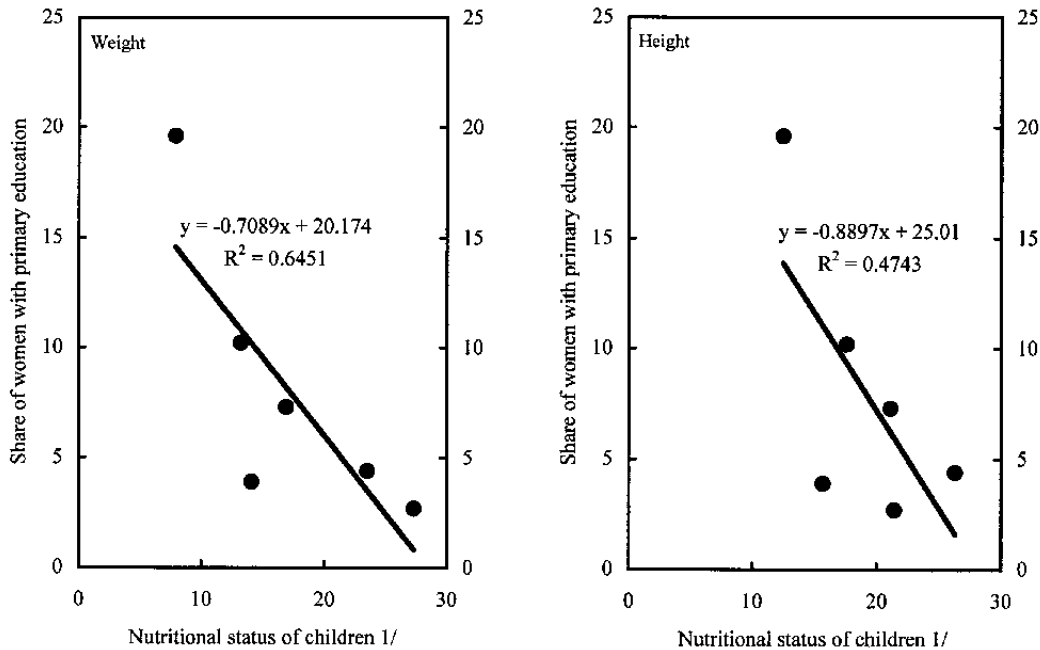 Weight
Share of women with primary education
25
20
15
10
5
0
25
20
15
10
5
0
y = -0.7089x + 20.174
R² = 0.6451
0 10 20 30
Nutritional status of children 1/
Height
Share of women with primary education
25
20
15
10
5
0
25
20
15
10
5
0
y = -0.8897x + 25.01
R² = 0.4743
0 10 20 30
Nutritional status of children 1/